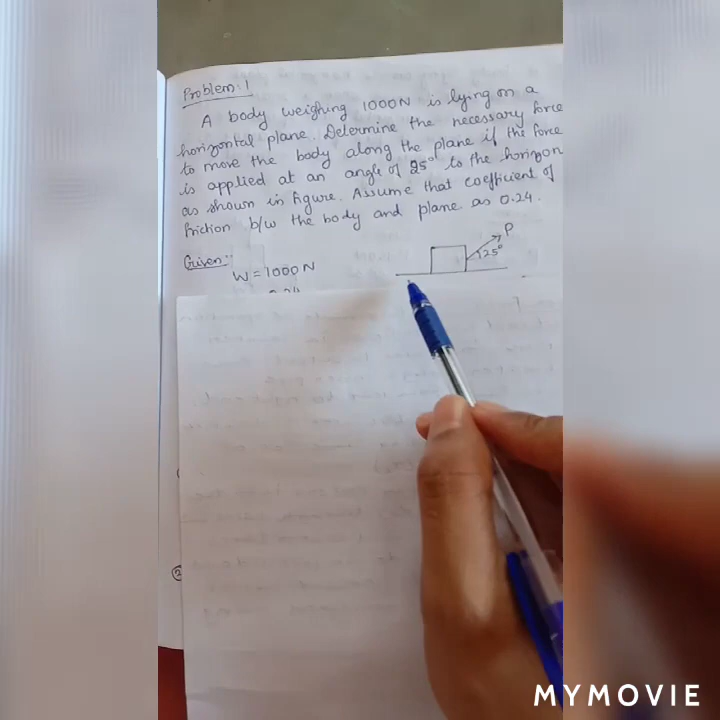 Problem: 1
A body weighing 1000N is lying on a
horizontal plane. Determine the necessary force
to move the body along the plane if the force
is applied at an angle of 25° to the horizon
as shown in figure. Assume that coefficient of
friction b/w the body and plane as 0.24.
Given:
W = 1000 N
P
25°
MYMOVIE